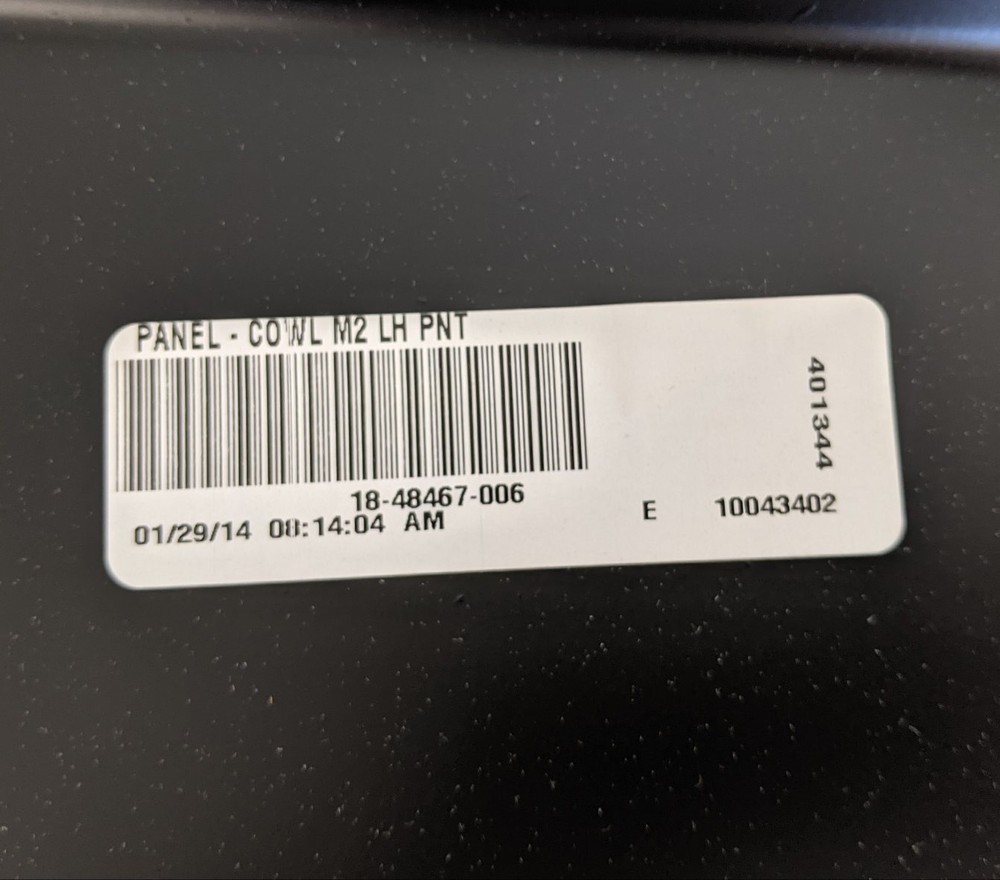 PANEL - COWL M2 LH PNT
18-48467-006
01/29/14 08:14:04 AM
E 10043402
401344